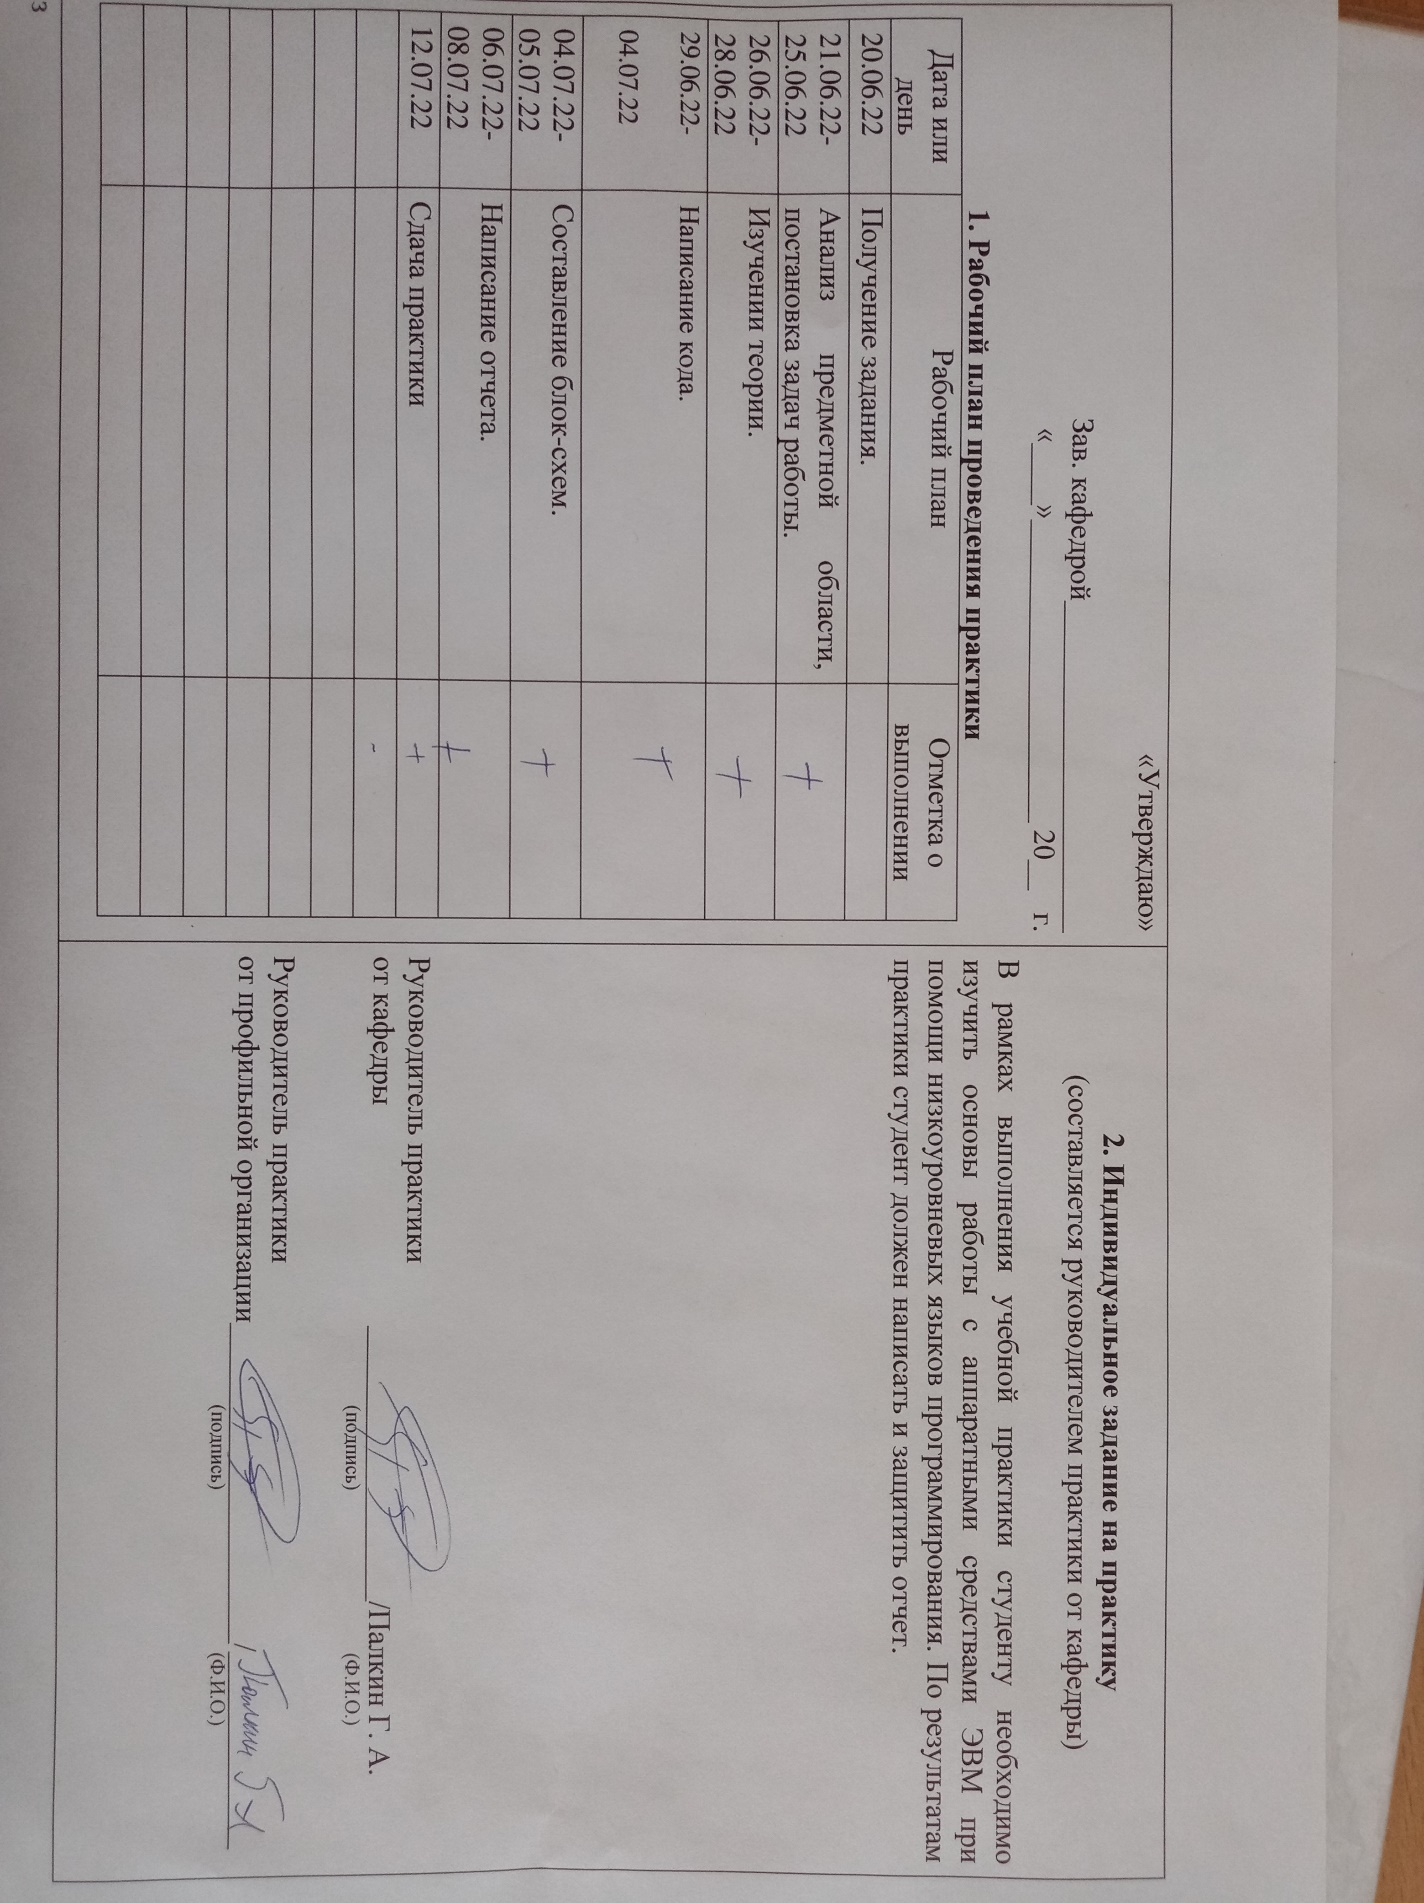 «Утверждаю»
Зав. кафедрой
«___»____________ 20__ г.
1. Рабочий план проведения практики
Дата или день Рабочий план Отметка о выполнении
20.06.22 Получение задания.
21.06.22- Анализ предметной области, +
25.06.22 постановка задач работы.
26.06.22- Изучении теории. +
28.06.22
29.06.22- Написание кода. +
04.07.22
04.07.22- Составление блок-схем. +
05.07.22
06.07.22- Написание отчета. +
08.07.22
12.07.22 Сдача практики +
-
2. Индивидуальное задание на практику
(составляется руководителем практики от кафедры)
В рамках выполнения учебной практики студенту необходимо
изучить основы работы с аппаратными средствами ЭВМ при
помощи низкоуровневых языков программирования. По результатам
практики студент должен написать и защитить отчет.
Руководитель практики
от кафедры /Палкин Г. А.
(подпись) (Ф.И.О.)
Руководитель практики
от профильной организации /
(подпись) (Ф.И.О.)
3